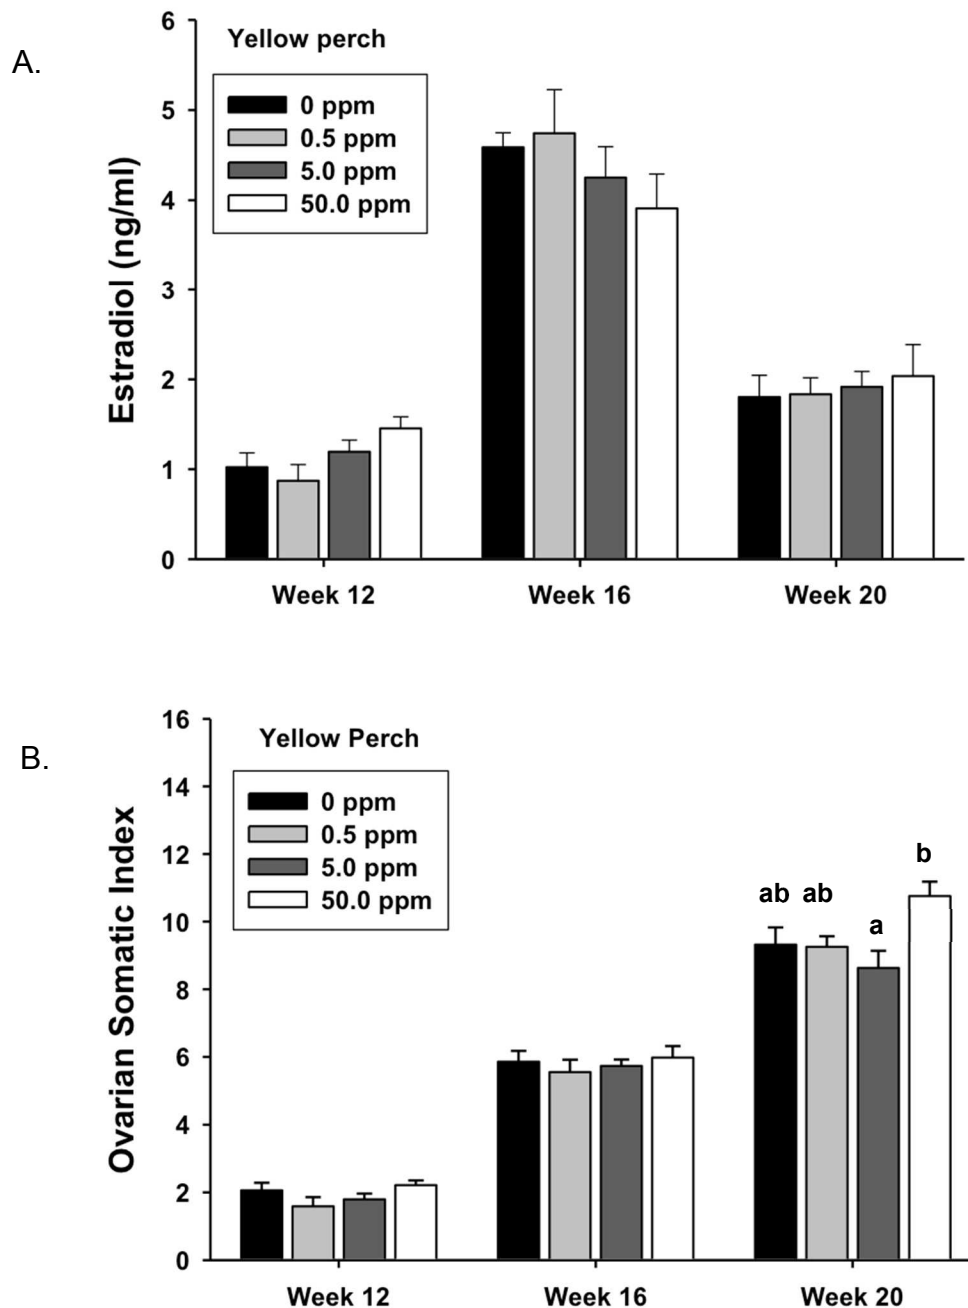 A.
Yellow perch
0 ppm
0.5 ppm
5.0 ppm
50.0 ppm
Estradiol (ng/ml)
6
5
4
3
2
1
0
Week 12 Week 16 Week 20
B.
Yellow Perch
0 ppm
0.5 ppm
5.0 ppm
50.0 ppm
Ovarian Somatic Index
16
14
12
10
8
6
4
2
0
ab ab a b
Week 12 Week 16 Week 20